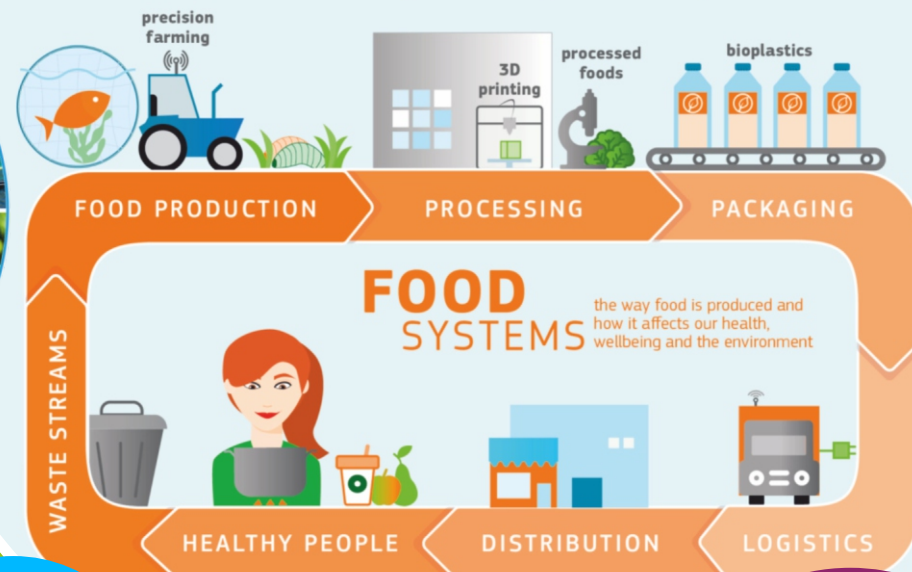 precision
farming
3D
printing
processed
foods
bioplastics
FOOD PRODUCTION
PROCESSING
PACKAGING
FOOD
SYSTEMS
the way food is produced and
how it affects our health,
wellbeing and the environment
LOGISTICS
DISTRIBUTION
HEALTHY PEOPLE
WASTE STREAMS